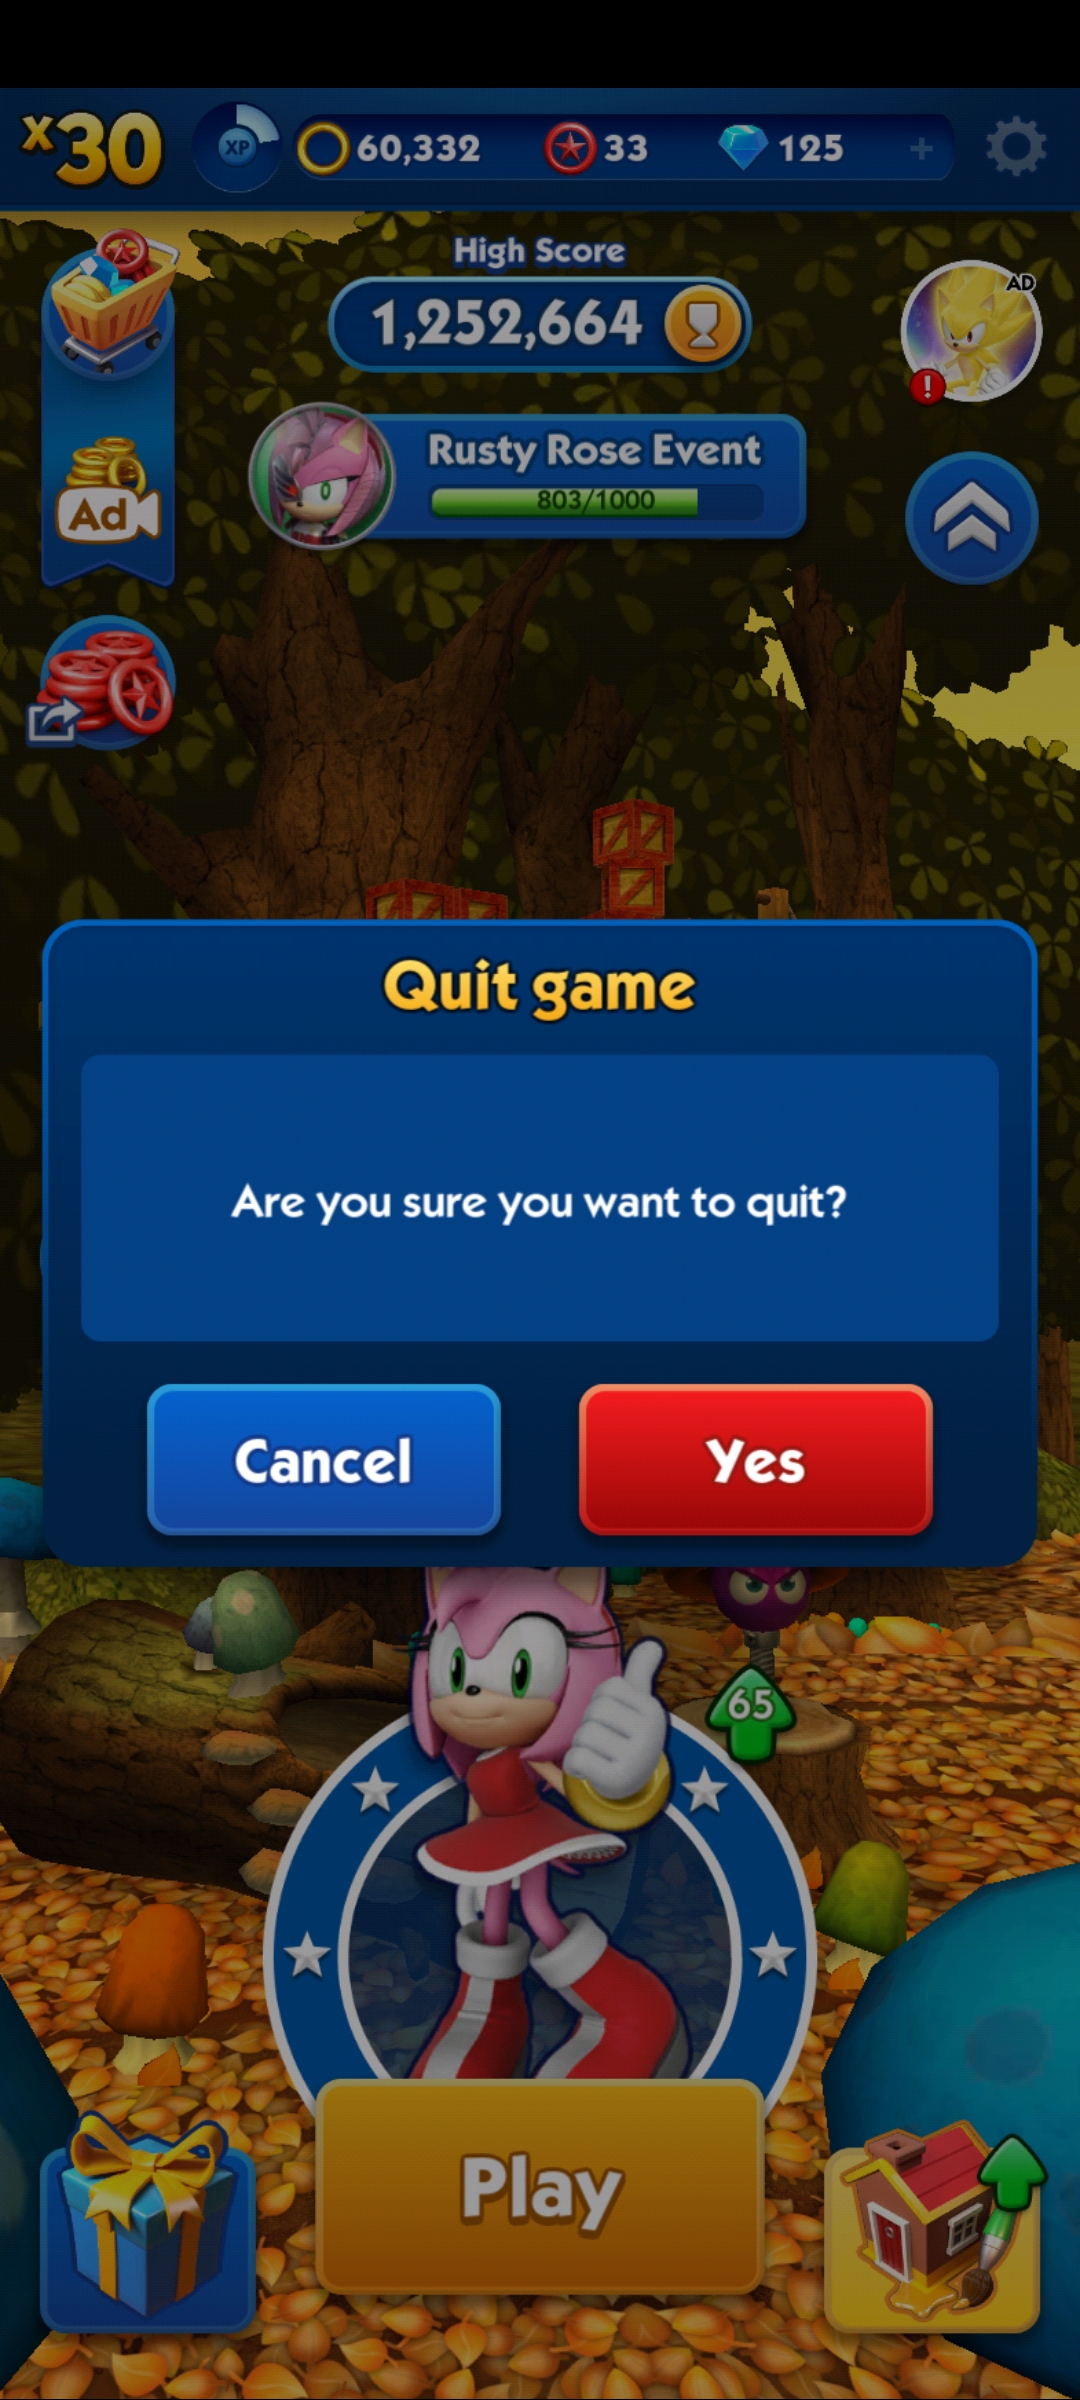 x30
XP
60,332
33
125
+
High Score
1,252,664
AD
!
Rusty Rose Event
803/1000
Ad
Quit game
Are you sure you want to quit?
Cancel
Yes
65
Play